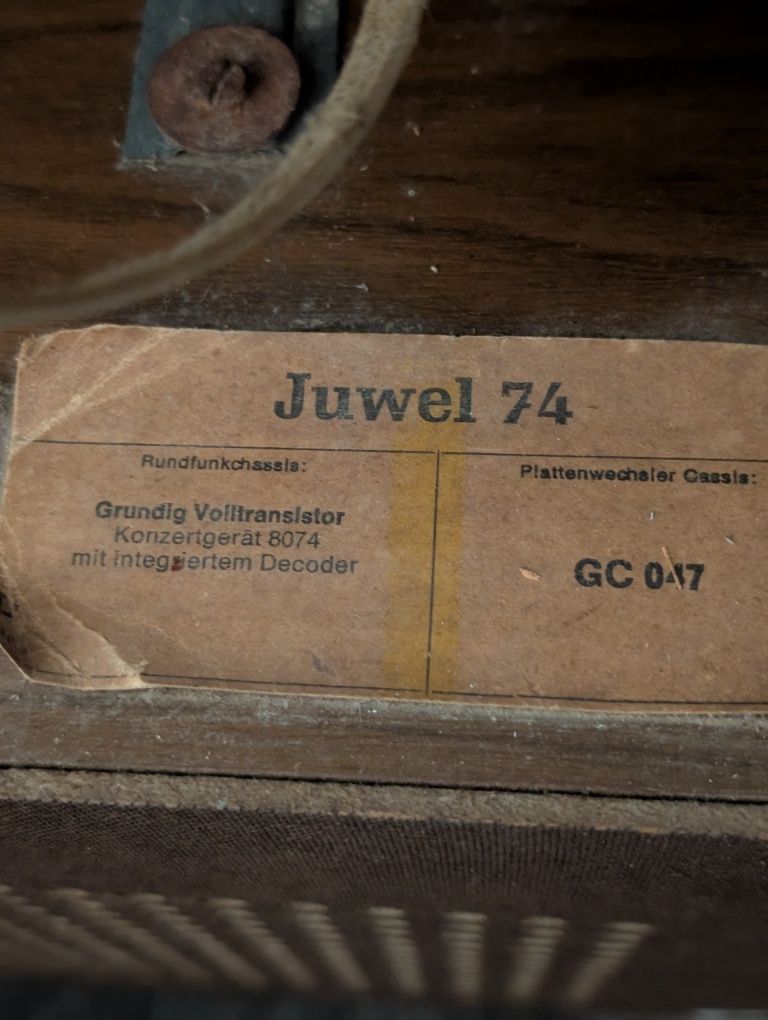 Juwel 74
Rundfunkchassis:
Grundig Volltransistor
Konzertgerät 8074
mit integriertem Decoder
Plattenwechsler Cassis:
GC 047